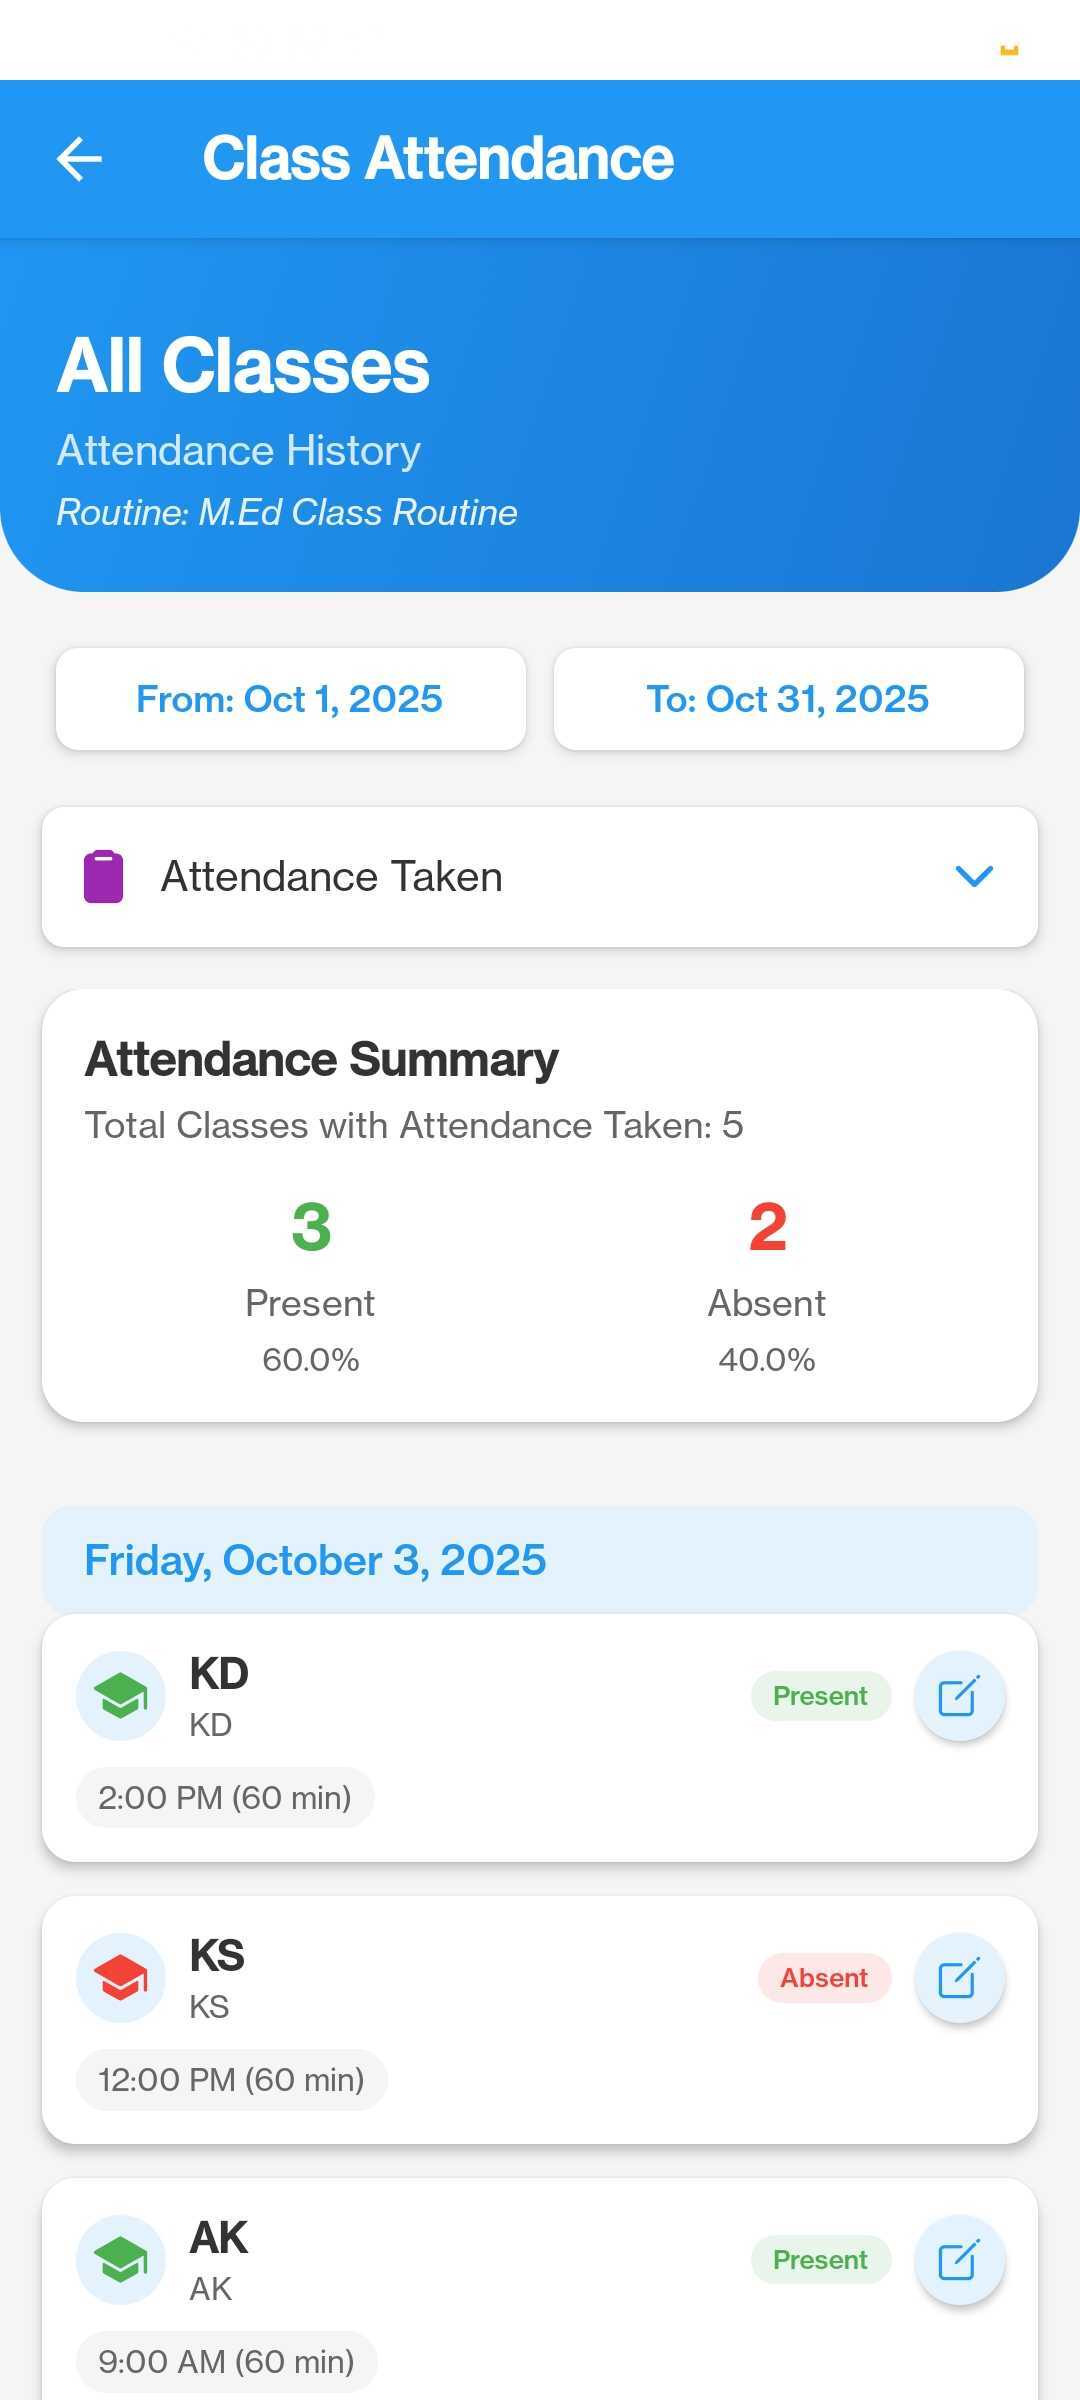 Class Attendance
All Classes
Attendance History
Routine: M.Ed Class Routine
From: Oct 1, 2025
To: Oct 31, 2025
Attendance Taken
Attendance Summary
Total Classes with Attendance Taken: 5
3
2
Present
Absent
60.0%
40.0%
Friday, October 3, 2025
KD
KD
Present
2:00 PM (60 min)
KS
KS
Absent
12:00 PM (60 min)
AK
AK
Present
9:00 AM (60 min)